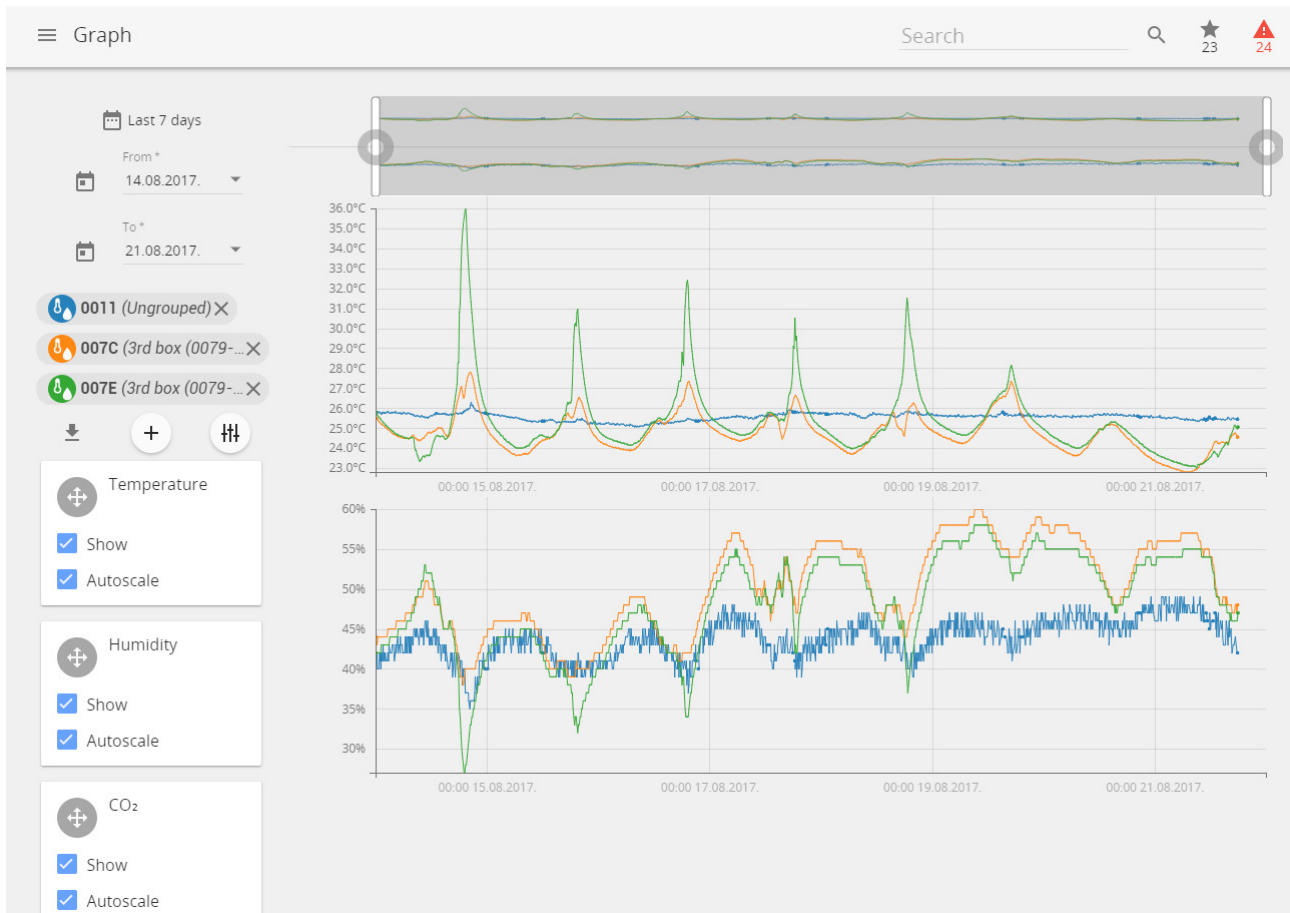 Graph
Search
23
24
Last 7 days
From *
14.08.2017.
To *
21.08.2017.
0011 (Ungrouped)
007C (3rd box (0079-...
007E (3rd box (0079-...
Temperature
Show
Autoscale
Humidity
Show
Autoscale
CO₂
Show
Autoscale
36.0°C
35.0°C
34.0°C
33.0°C
32.0°C
31.0°C
30.0°C
29.0°C
28.0°C
27.0°C
26.0°C
25.0°C
24.0°C
23.0°C
00:00 15.08.2017.
00:00 17.08.2017.
00:00 19.08.2017.
00:00 21.08.2017.
60%
55%
50%
45%
40%
35%
30%
00:00 15.08.2017.
00:00 17.08.2017.
00:00 19.08.2017.
00:00 21.08.2017.